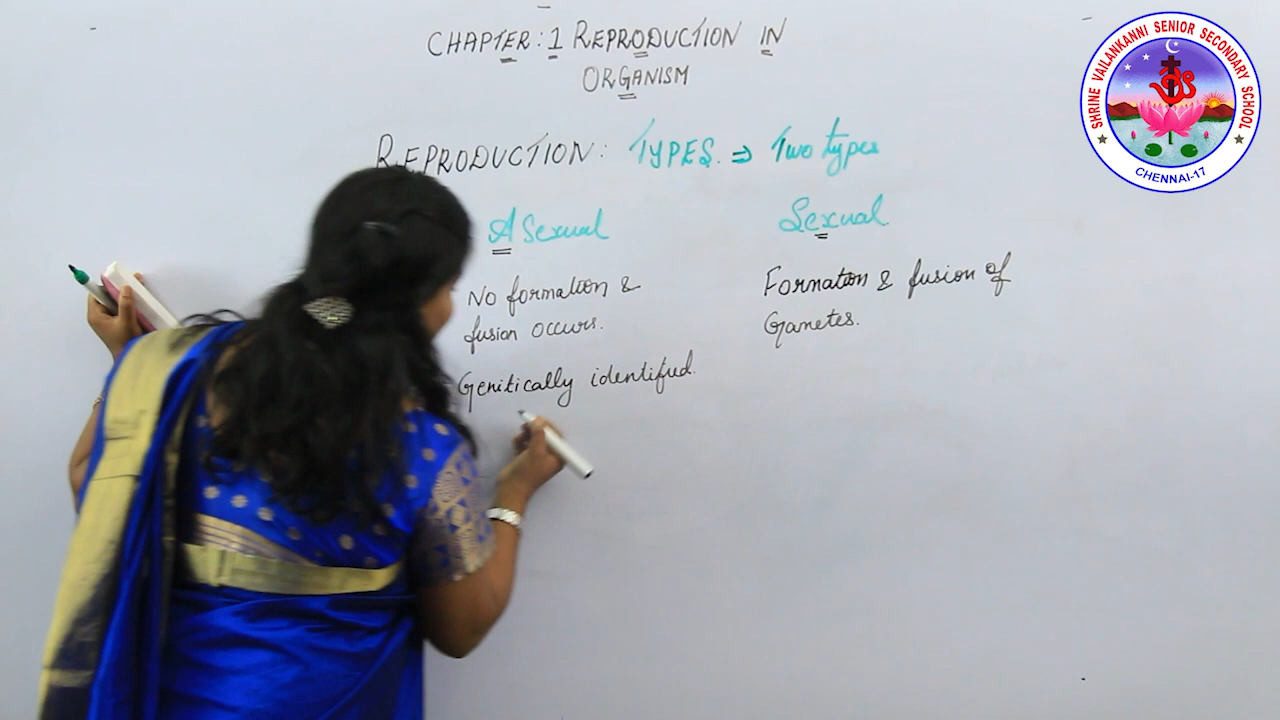 CHAPTER: 1 REPRODUCTION IN
ORGANISM
REPRODUCTION: TYPES. ⇒ Two types
ASexual
Sexual
No formation &
fusion occurs.
Genitically identified.
Formation & fusion of
Gametes.
SHRINE VAILANKANNI SENIOR SECONDARY SCHOOL
CHENNAI-17